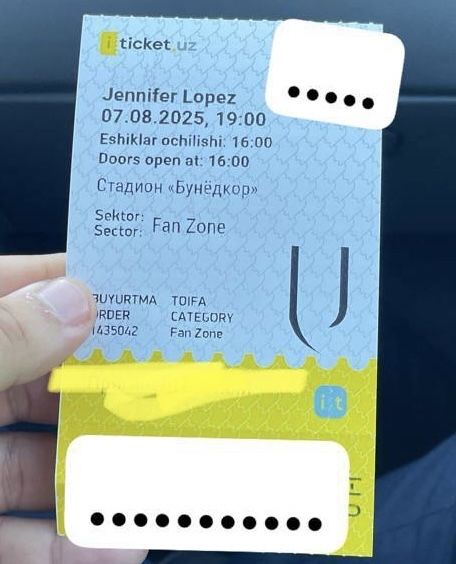 iticket.uz
Jennifer Lopez
07.08.2025, 19:00
Eshiklar ochilishi: 16:00
Doors open at: 16:00
Стадион «Бунёдкор»
Sektor:
Sector: Fan Zone
BUYURTMA TOIFA
ORDER CATEGORY
1435042 Fan Zone
it